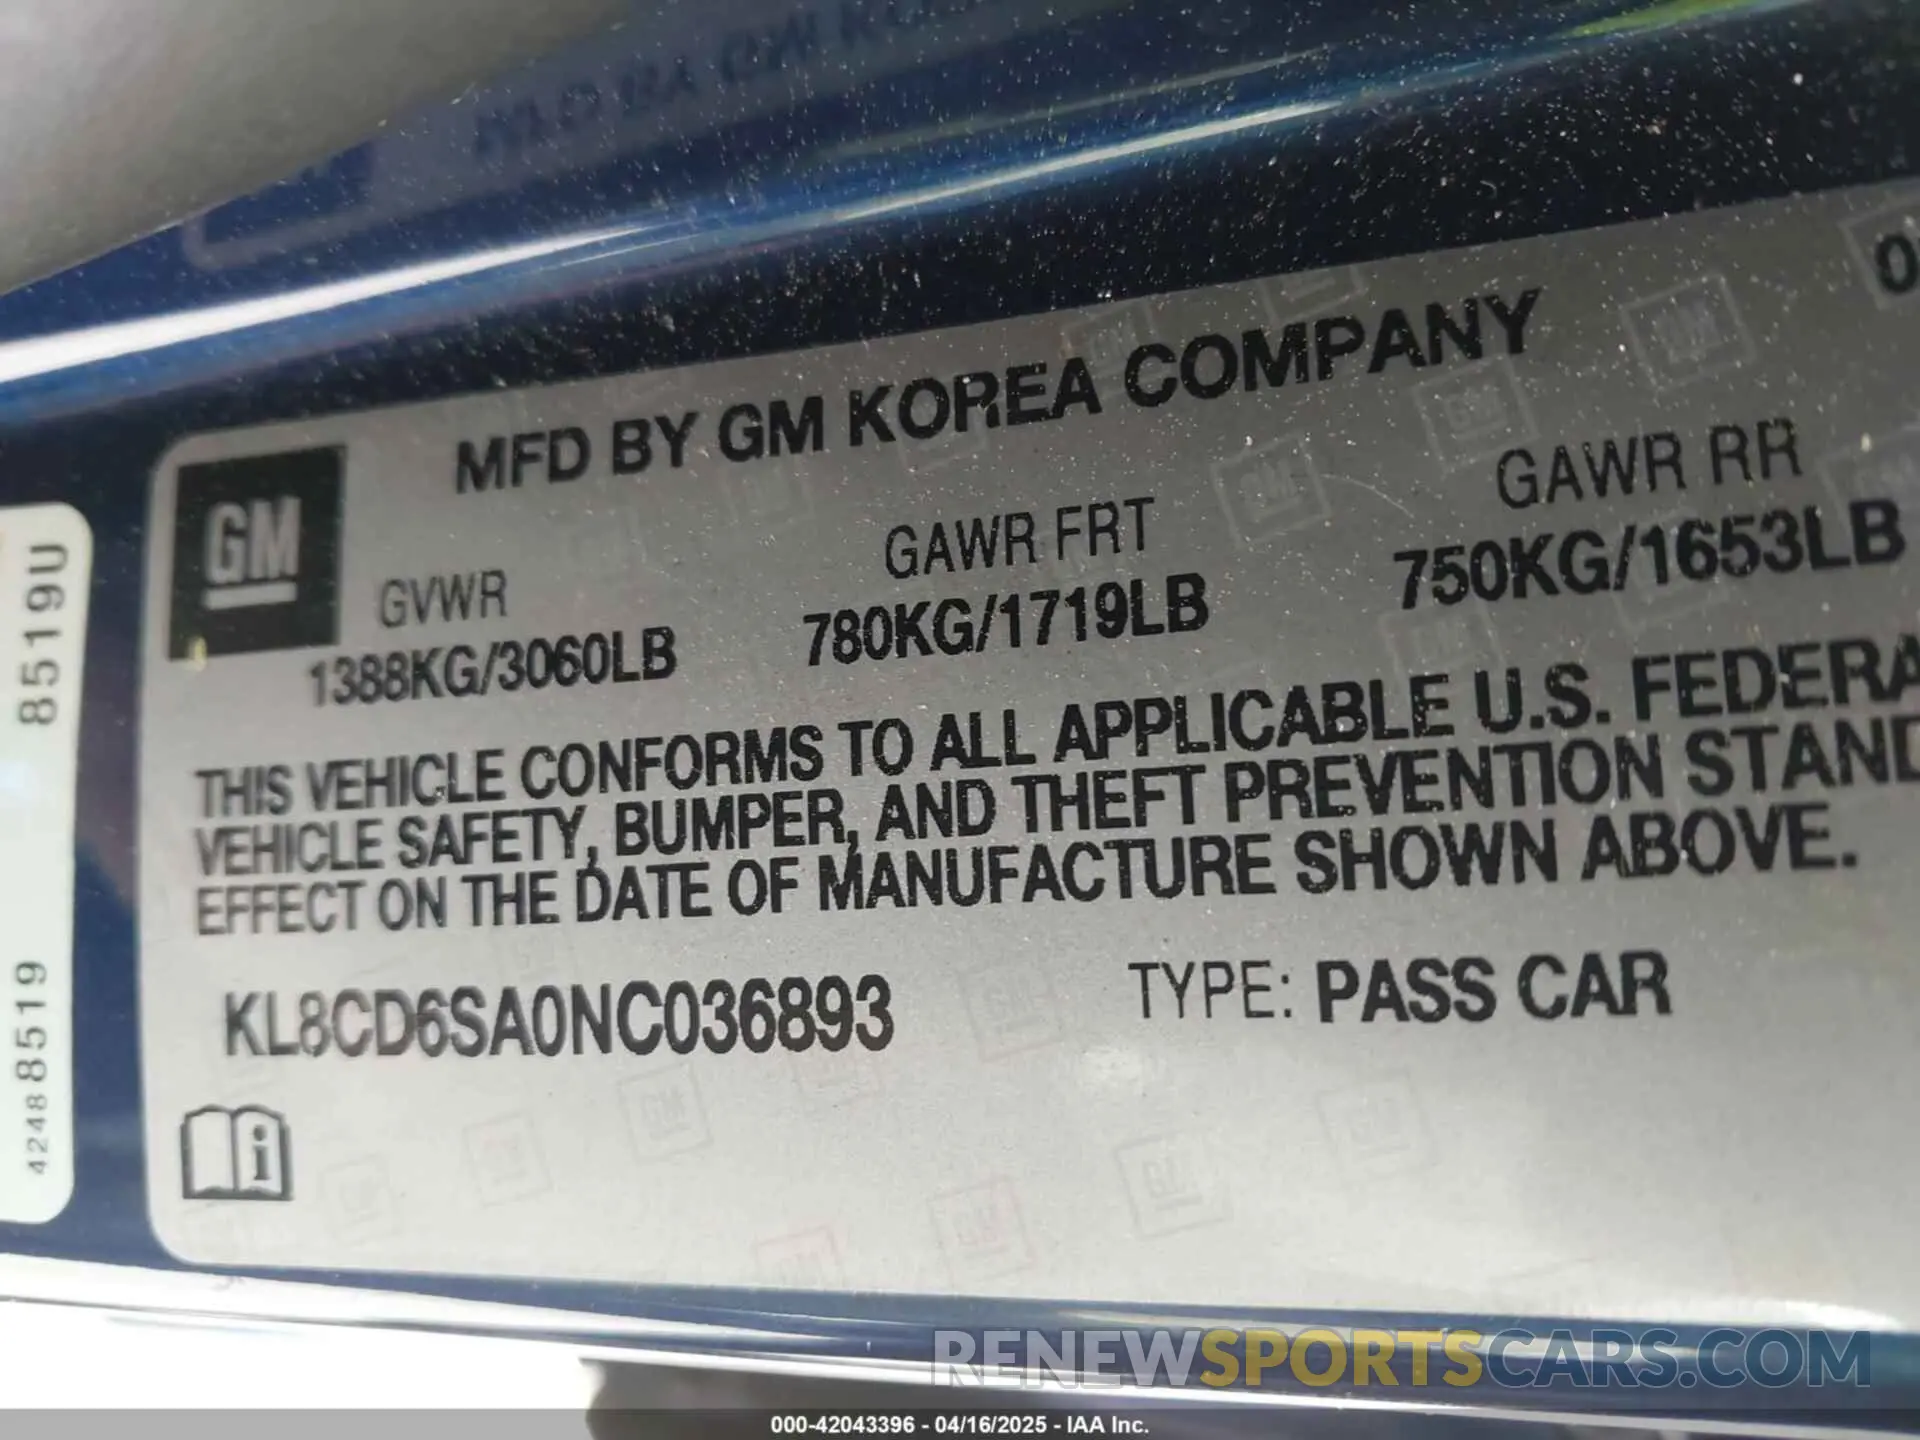 MFD BY GM KOREA COMPANY
0
GM
GVWR
GAWR FRT
GAWR RR
1388KG/3060LB
780KG/1719LB
750KG/1653LB
THIS VEHICLE CONFORMS TO ALL APPLICABLE U.S. FEDERA
VEHICLE SAFETY, BUMPER, AND THEFT PREVENTION STAND
EFFECT ON THE DATE OF MANUFACTURE SHOWN ABOVE.
KL8CD6SA0NC036893
TYPE: PASS CAR
8519U
42488519
RENEWSPORTSCARS.COM
000-42043396 - 04/16/2025 - IAA Inc.